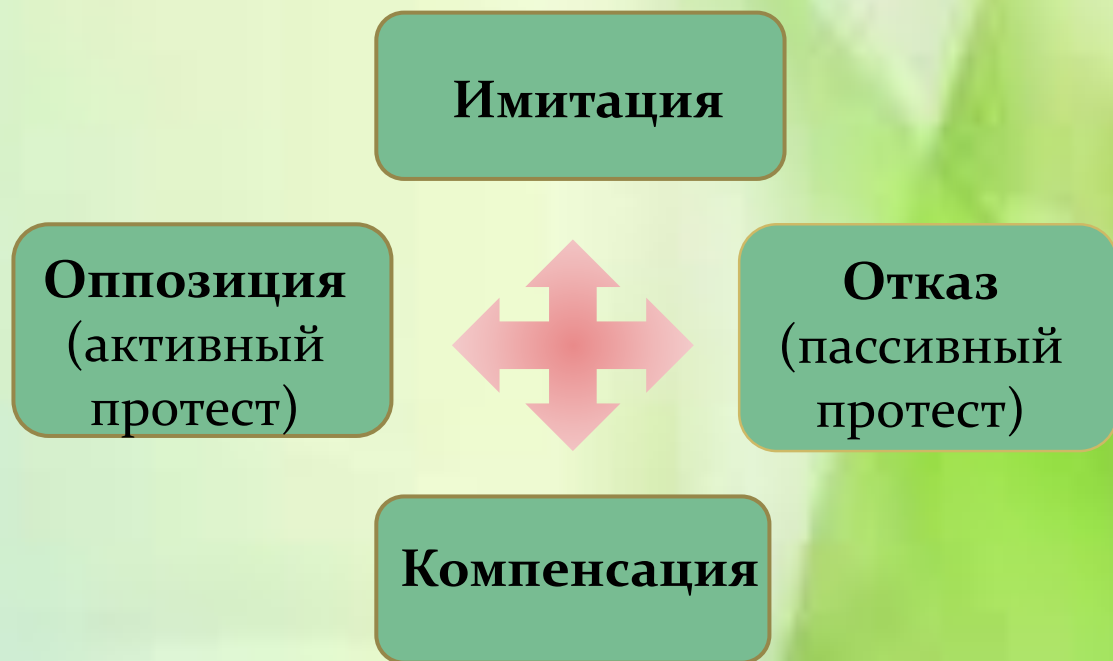 Имитация
Оппозиция
(активный
протест)
Отказ
(пассивный
протест)
Компенсация